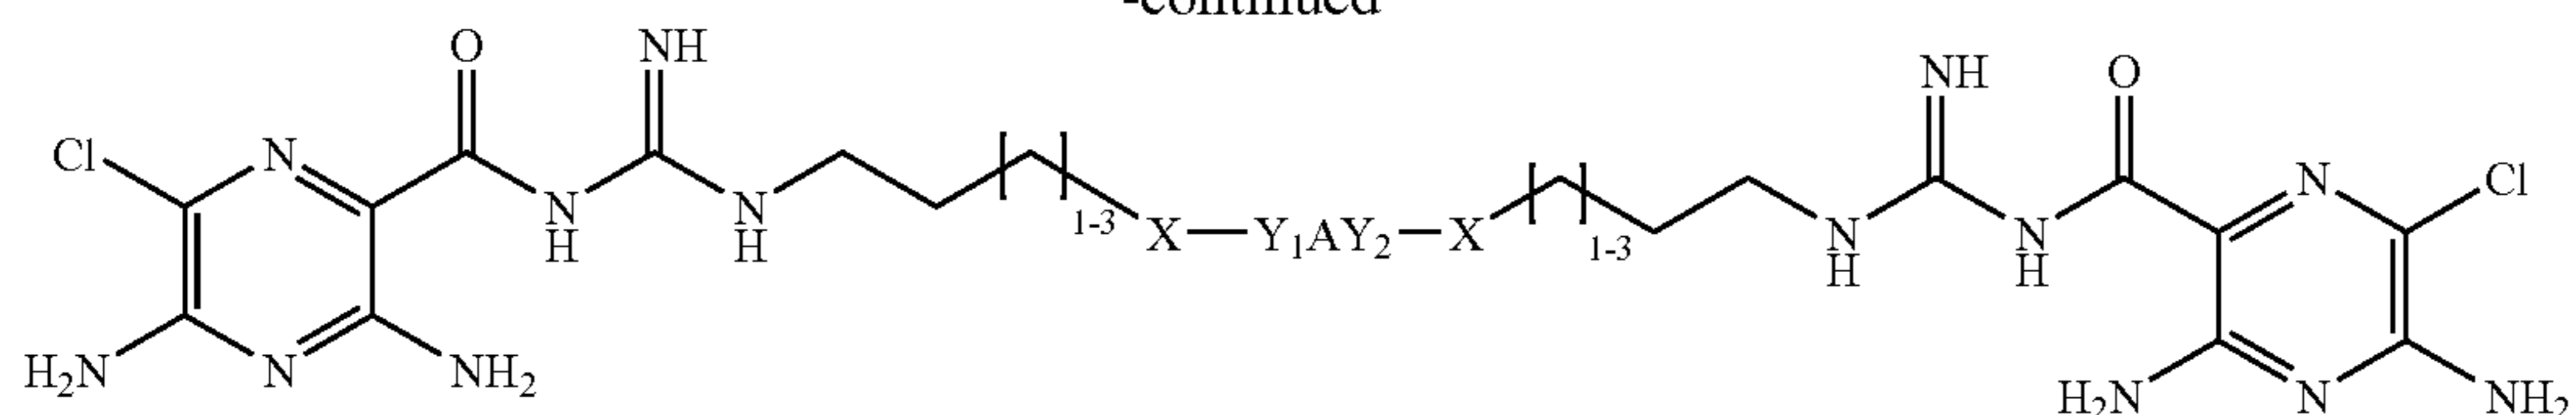 -continued
O NH NH O
Cl N N H N H 1-3 X—Y₁AY₂—X 1-3 N H N H N Cl
H₂N N NH₂ H₂N N NH₂